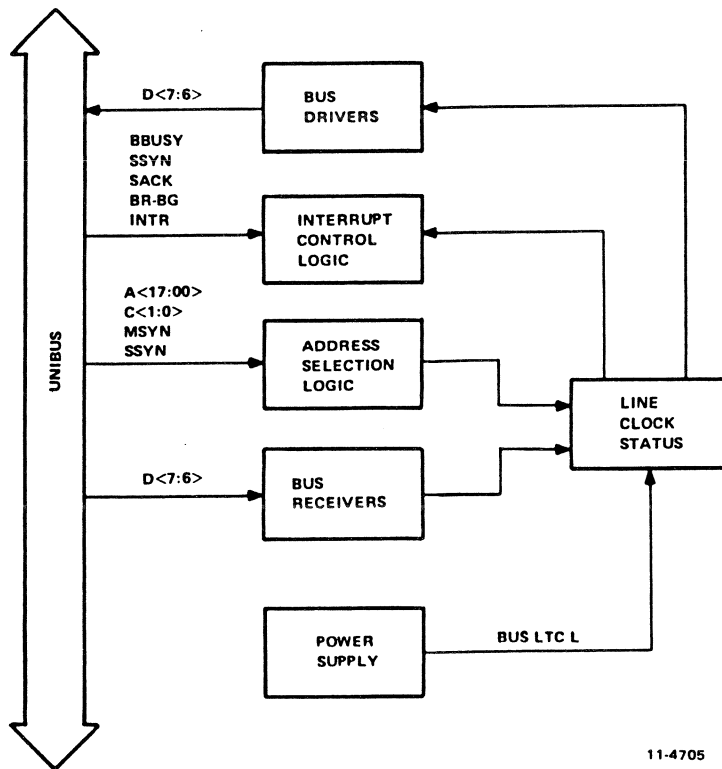 D<7:6>
BUS
DRIVERS
BBUSY
SSYN
SACK
BR-BG
INTR
INTERRUPT
CONTROL
LOGIC
A<17:00>
C<1:0>
MSYN
SSYN
ADDRESS
SELECTION
LOGIC
UNIBUS
LINE
CLOCK
STATUS
D<7:6>
BUS
RECEIVERS
POWER
SUPPLY
BUS LTC L
11-4705